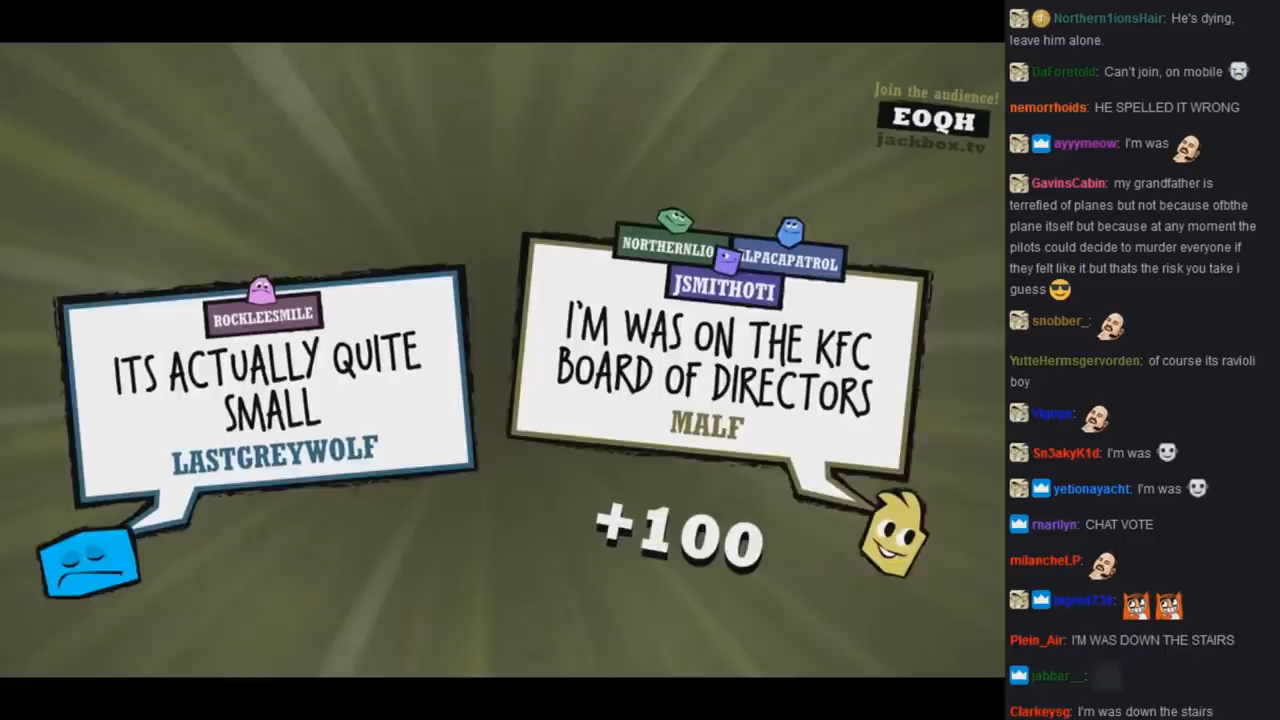 Join the audience!
EOQH
jackbox.tv
ROCKLEESMILE
ITS ACTUALLY QUITE
SMALL
LASTGREYWOLF
NORTHERNLIO
LPACAPATROL
JSMITHOTI
I'M WAS ON THE KFC
BOARD OF DIRECTORS
MALF
+100
Northern1ionsHair: He's dying,
leave him alone.
DaForetold: Can't join, on mobile
nemorrhoids: HE SPELLED IT WRONG
ayyymeow: I'm was
GavinsCabin: my grandfather is
terrefied of planes but not because ofbthe
plane itself but because at any moment the
pilots could decide to murder everyone if
they felt like it but thats the risk you take i
guess
snobber_:
YutteHermsgervorden: of course its ravioli
boy
Sn3akyK1d: I'm was
yetionayacht: I'm was
rnarilyn: CHAT VOTE
milancheLP:
bigred738:
Plein_Air: I'M WAS DOWN THE STAIRS
jabber__:
Clarkeysg: I'm was down the stairs